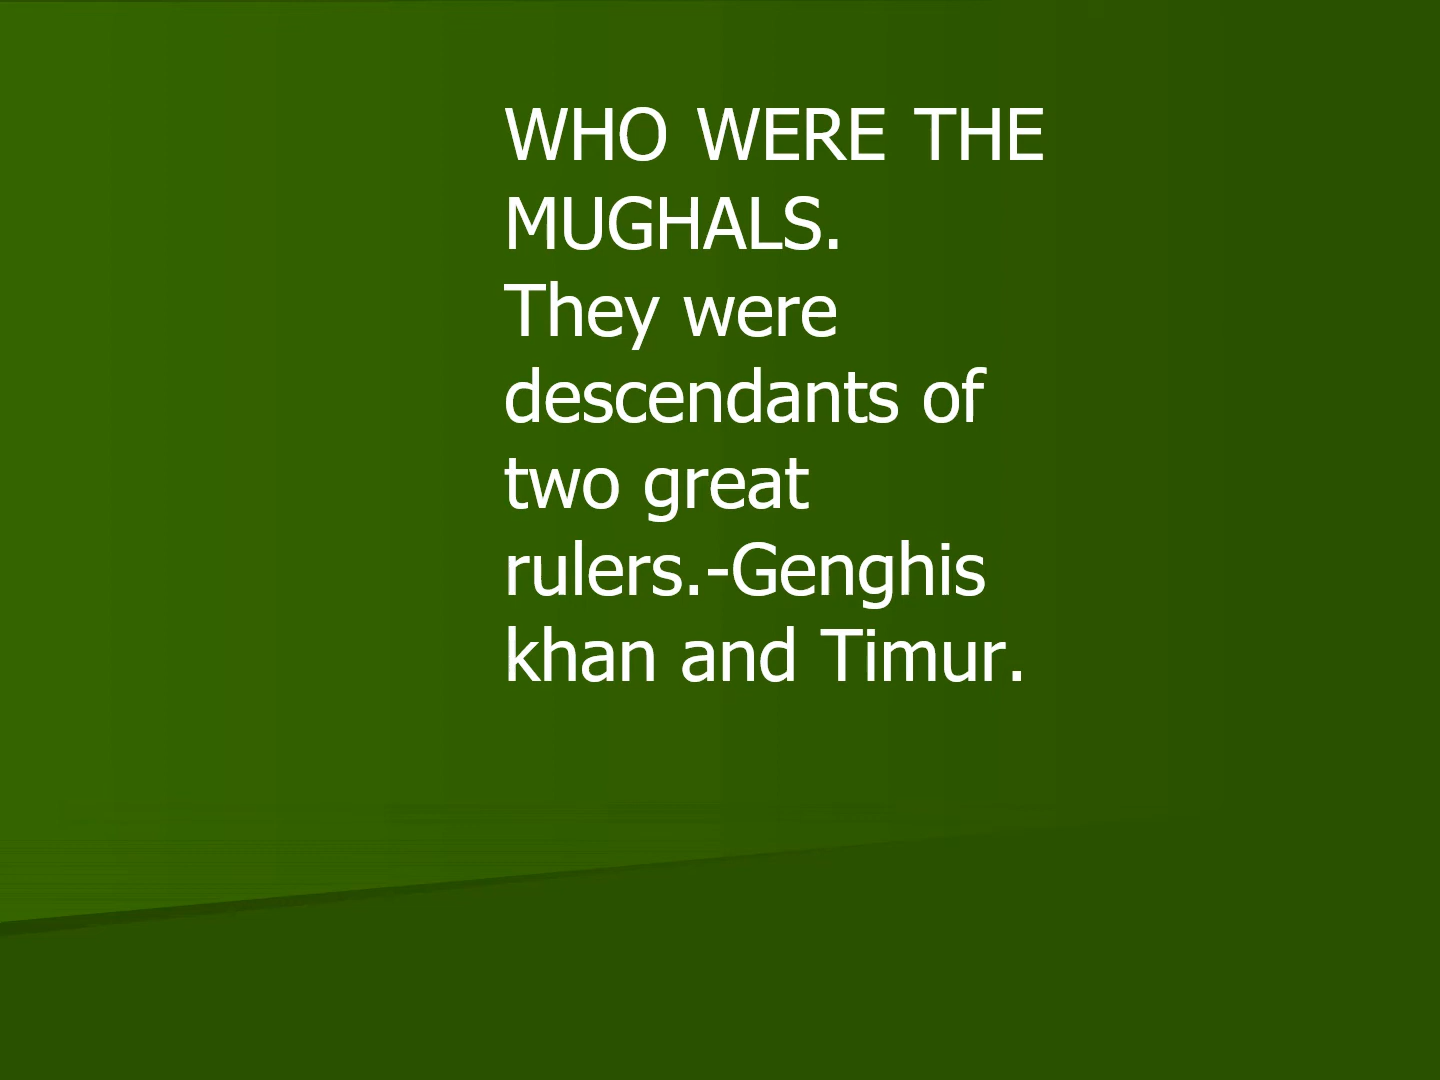 WHO WERE THE
MUGHALS.
They were
descendants of
two great
rulers.-Genghis
khan and Timur.